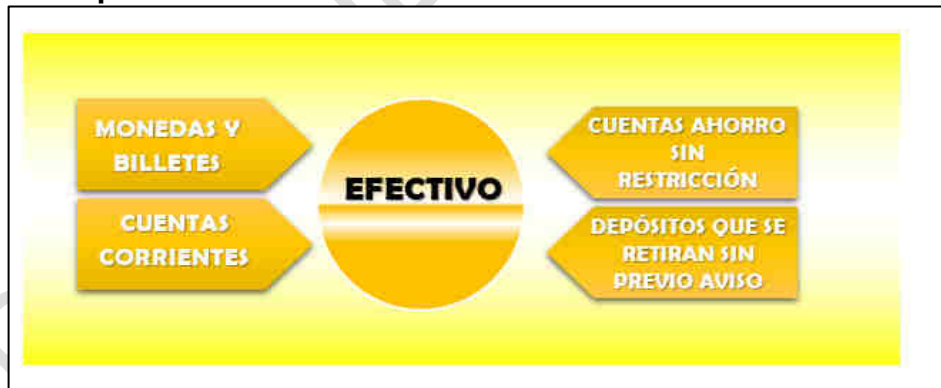 MONEDAS Y
BILLETES
CUENTAS
CORRIENTES
EFECTIVO
CUENTAS AHORRO
SIN
RESTRICCIÓN
DEPÓSITOS QUE SE
RETIRAN SIN
PREVIO AVISO